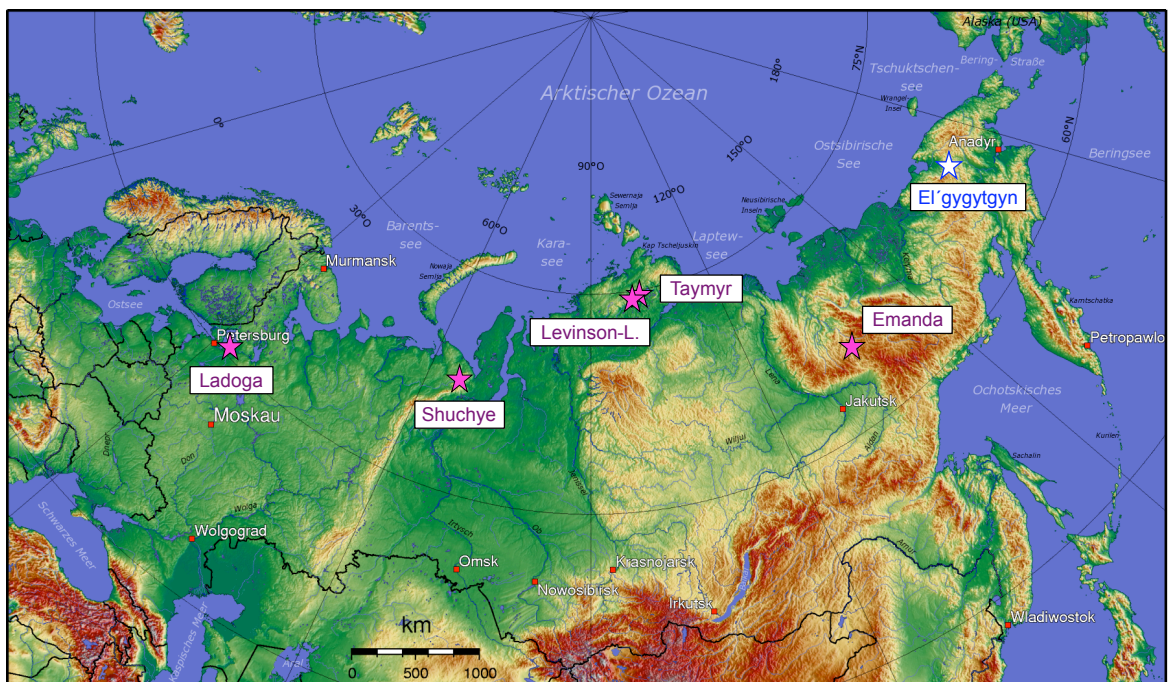 Alaska (USA)
Bering-
Straße
75°N
180°
Tschuktschen-
see
Wrangel-
Insel
Arktischer Ozean
0°
60°N
Anadyr
150°O
Ostsibirische
See
Beringsee
90°O
120°O
El´gygytgyn
Sewernaja
Semlja
Neusibirische
Inseln
30°O
60°O
Barents-
see
Kara-
see
Laptew-
see
Kap Tscheljuskin
Murmansk
Nowaja
Semlja
Kolyma
Taymyr
Ostsee
Kamtschatka
Emanda
Levinson-L.
Petersburg
Petropawlo
Ladoga
Lena
Shuchye
Jakutsk
Ochotskisches
Meer
Moskau
Kurilen
Dnepr
Wiljui
Aldan
Don
Sachalin
Jenissei
Wolga
Schwarzes Meer
Irtysch
Ob
Wolgograd
Amur
Omsk
Krasnojarsk
Nowosibirsk
Irkutsk
Wladiwostok
Kaspisches Meer
km
Aral
0
500
1000